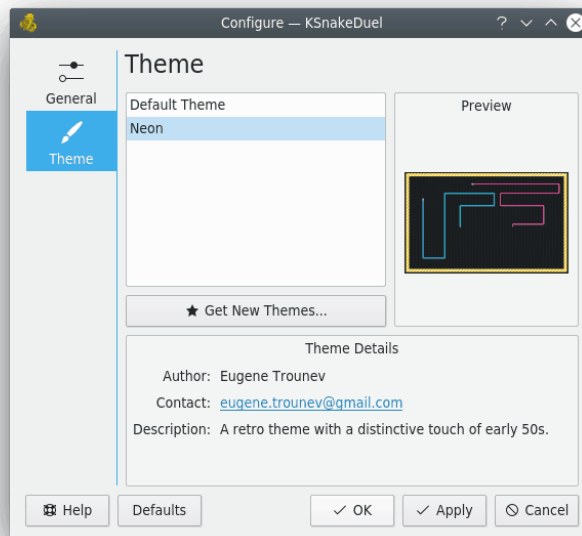 Configure — KSnakeDuel
?
General
Theme
Theme
Default Theme
Neon
Preview
★ Get New Themes...
Theme Details
Author: Eugene Trounev
Contact: eugene.trounev@gmail.com
Description: A retro theme with a distinctive touch of early 50s.
Help
Defaults
OK
Apply
Cancel